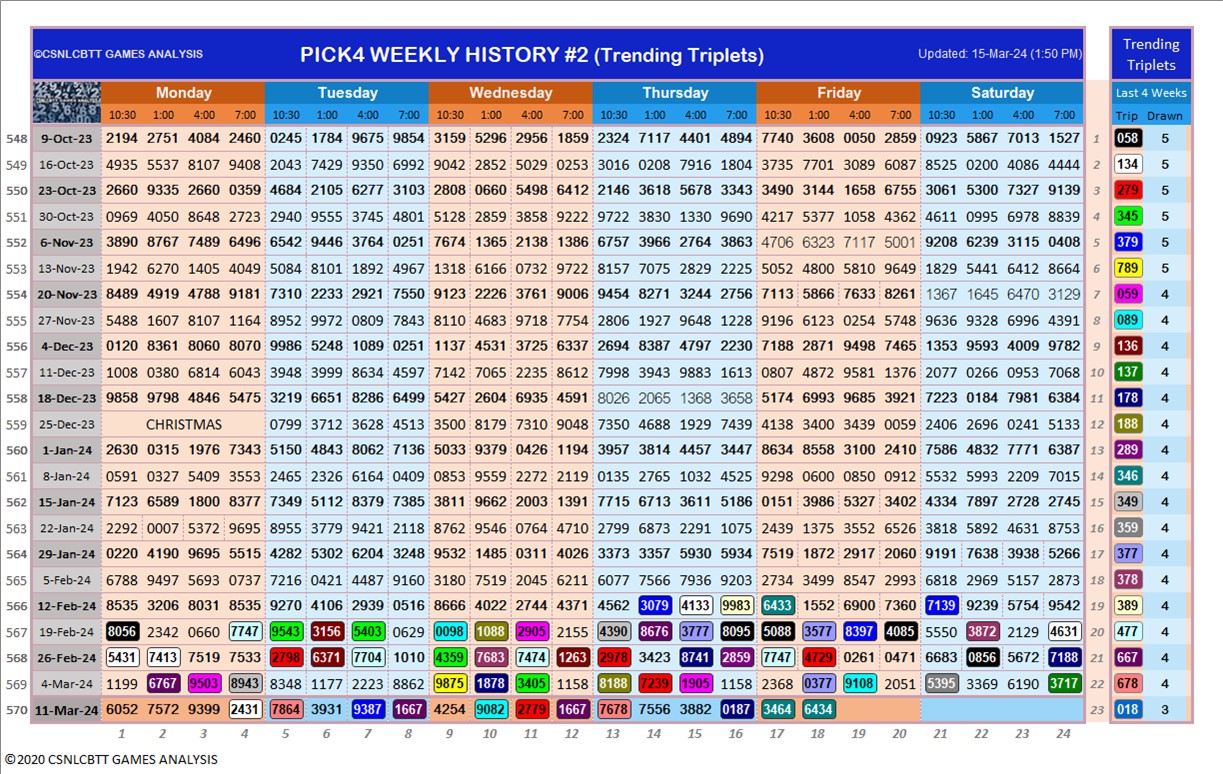 ©CSNLCBTT GAMES ANALYSIS PICK4 WEEKLY HISTORY #2 (Trending Triplets) Updated: 15-Mar-24 (1:50 PM) Trending
Triplets
Monday Tuesday Wednesday Thursday Friday Saturday Last 4 Weeks
10:30 1:00 4:00 7:00 10:30 1:00 4:00 7:00 10:30 1:00 4:00 7:00 10:30 1:00 4:00 7:00 10:30 1:00 4:00 7:00 10:30 1:00 4:00 7:00 Trip Drawn
548 9-Oct-23 2194 2751 4084 2460 0245 1784 9675 9854 3159 5296 2956 1859 2324 7117 4401 4894 7740 3608 0050 2859 0923 5867 7013 1527 1 058 5
549 16-Oct-23 4935 5537 8107 9408 2043 7429 9350 6992 9042 2852 5029 0253 3016 0208 7916 1804 3735 7701 3089 6087 8525 0200 4086 4444 2 134 5
550 23-Oct-23 2660 9335 2660 0359 4684 2105 6277 3103 2808 0660 5498 6412 2146 3618 5678 3343 3490 3144 1658 6755 3061 5300 7327 9139 3 279 5
551 30-Oct-23 0969 4050 8648 2723 2940 9555 3745 4801 5128 2859 3858 9222 9722 3830 1330 9690 4217 5377 1058 4362 4611 0995 6978 8839 4 345 5
552 6-Nov-23 3890 8767 7489 6496 6542 9446 3764 0251 7674 1365 2138 1386 6757 3966 2764 3863 4706 6323 7117 5001 9208 6239 3115 0408 5 379 5
553 13-Nov-23 1942 6270 1405 4049 5084 8101 1892 4967 1318 6166 0732 9722 8157 7075 2829 2225 5052 4800 5810 9649 1829 5441 6412 8664 6 789 5
554 20-Nov-23 8489 4919 4788 9181 7310 2233 2921 7550 9123 2226 3761 9006 9454 8271 3244 2756 7113 5866 7633 8261 1367 1645 6470 3129 7 059 4
555 27-Nov-23 5488 1607 8107 1164 8952 9972 0809 7843 8110 4683 9718 7754 2806 1927 9648 1228 9196 6123 0254 5748 9636 9328 6996 4391 8 089 4
556 4-Dec-23 0120 8361 8060 8070 9986 5248 1089 0251 1137 4531 3725 6337 2694 8387 4797 2230 7188 2871 9498 7465 1353 9593 4009 9782 9 136 4
557 11-Dec-23 1008 0380 6814 6043 3948 3999 8634 4597 7142 7065 2235 8612 7998 3943 9883 1613 0807 4872 9581 1376 2077 0266 0953 7068 10 137 4
558 18-Dec-23 9858 9798 4846 5475 3219 6651 8286 6499 5427 2604 6935 4591 8026 2065 1368 3658 5174 6993 9685 3921 7223 0184 7981 6384 11 178 4
559 25-Dec-23 CHRISTMAS 0799 3712 3628 4513 3500 8179 7310 9048 7350 4688 1929 7439 4138 3400 3439 0059 2406 2696 0241 5133 12 188 4
560 1-Jan-24 2630 0315 1976 7343 5150 4843 8062 7136 5033 9379 0426 1194 3957 3814 4457 3447 8634 8558 3100 2410 7586 4832 7771 6387 13 289 4
561 8-Jan-24 0591 0327 5409 3553 2465 2326 6164 0405 0853 9559 2272 2119 0135 2765 1034 4525 9298 0600 0850 0912 5532 5993 2209 7015 14 346 4
562 15-Jan-24 7123 6589 1800 8377 7349 5112 8379 7385 3811 9662 2003 1391 7715 6713 3611 5186 0151 3986 5327 3402 4334 7897 2728 2745 15 349 4
563 22-Jan-24 2292 0007 5372 9695 8955 3779 9421 2118 8762 9546 0764 4710 2799 6873 2291 1075 2439 1375 3552 6526 3818 5892 4631 8753 16 359 4
564 29-Jan-24 0220 4190 9695 5515 4282 5302 6204 3248 9532 1485 0311 4026 3373 3357 5930 5934 7519 1872 2917 2060 9191 7638 3938 5266 17 377 4
565 5-Feb-24 6788 9497 5693 0737 7216 0421 4487 9160 3180 7519 2045 6211 6077 7566 7936 9203 2734 3499 8547 2993 6818 2969 5157 2873 18 378 4
566 12-Feb-24 8535 3206 8031 8535 9270 4106 2939 0516 8666 4022 2744 4371 4562 3079 4133 9983 6433 1552 6900 7360 7139 9239 5754 9542 19 389 4
567 19-Feb-24 8056 2342 0660 7747 9543 3156 5403 0629 0098 1088 2905 2155 4390 8676 3777 8095 5088 3577 8397 4085 5550 3872 2129 4631 20 477 4
568 26-Feb-24 5431 7413 7519 7533 2798 6371 7704 1010 4359 7683 7474 1263 2978 3423 8741 2859 7747 4729 0261 0471 6683 0856 5672 7188 21 667 4
569 4-Mar-24 1199 6767 9503 8943 8348 1177 2223 8862 9875 1878 3405 1158 8188 7239 1905 1158 2368 0377 9108 2051 5395 3369 6190 3717 22 678 4
570 11-Mar-24 6052 7572 9399 2431 7864 3931 9387 1667 4254 9082 2779 1667 7678 7556 3882 0187 3464 6434 23 018 3
1 2 3 4 5 6 7 8 9 10 11 12 13 14 15 16 17 18 19 20 21 22 23 24
©2020 CSNLCBTT GAMES ANALYSIS